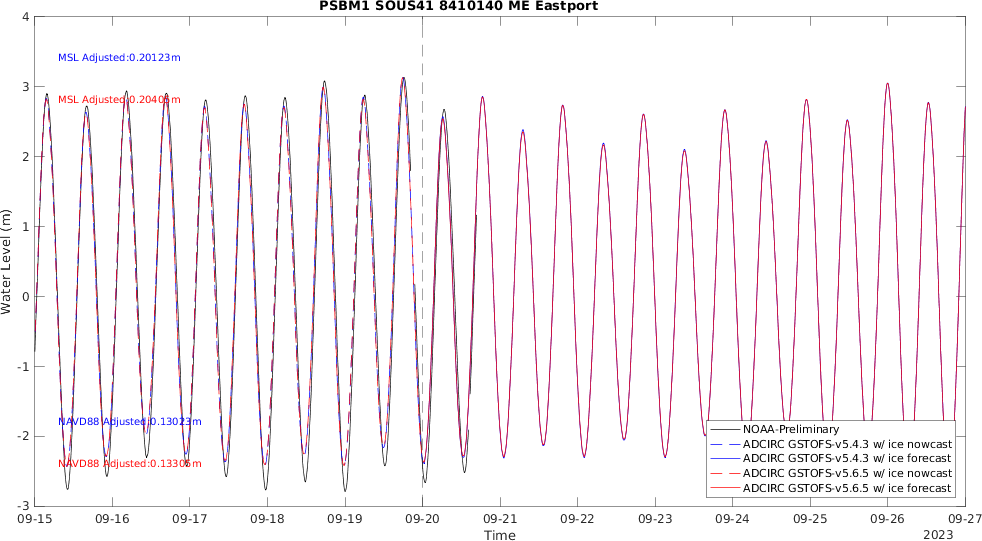 PSBM1 SOUS41 8410140 ME Eastport
4
3
2
1
0
-1
-2
-3
Water Level (m)
MSL Adjusted:0.20123m
MSL Adjusted:0.20405m
NAVD88 Adjusted:0.13023m
NAVD88 Adjusted:0.13305m
NOAA-Preliminary
ADCIRC GSTOFS-v5.4.3 w/ ice nowcast
ADCIRC GSTOFS-v5.4.3 w/ ice forecast
ADCIRC GSTOFS-v5.6.5 w/ ice nowcast
ADCIRC GSTOFS-v5.6.5 w/ ice forecast
09-15 09-16 09-17 09-18 09-19 09-20 09-21 09-22 09-23 09-24 09-25 09-26 09-27
Time
2023